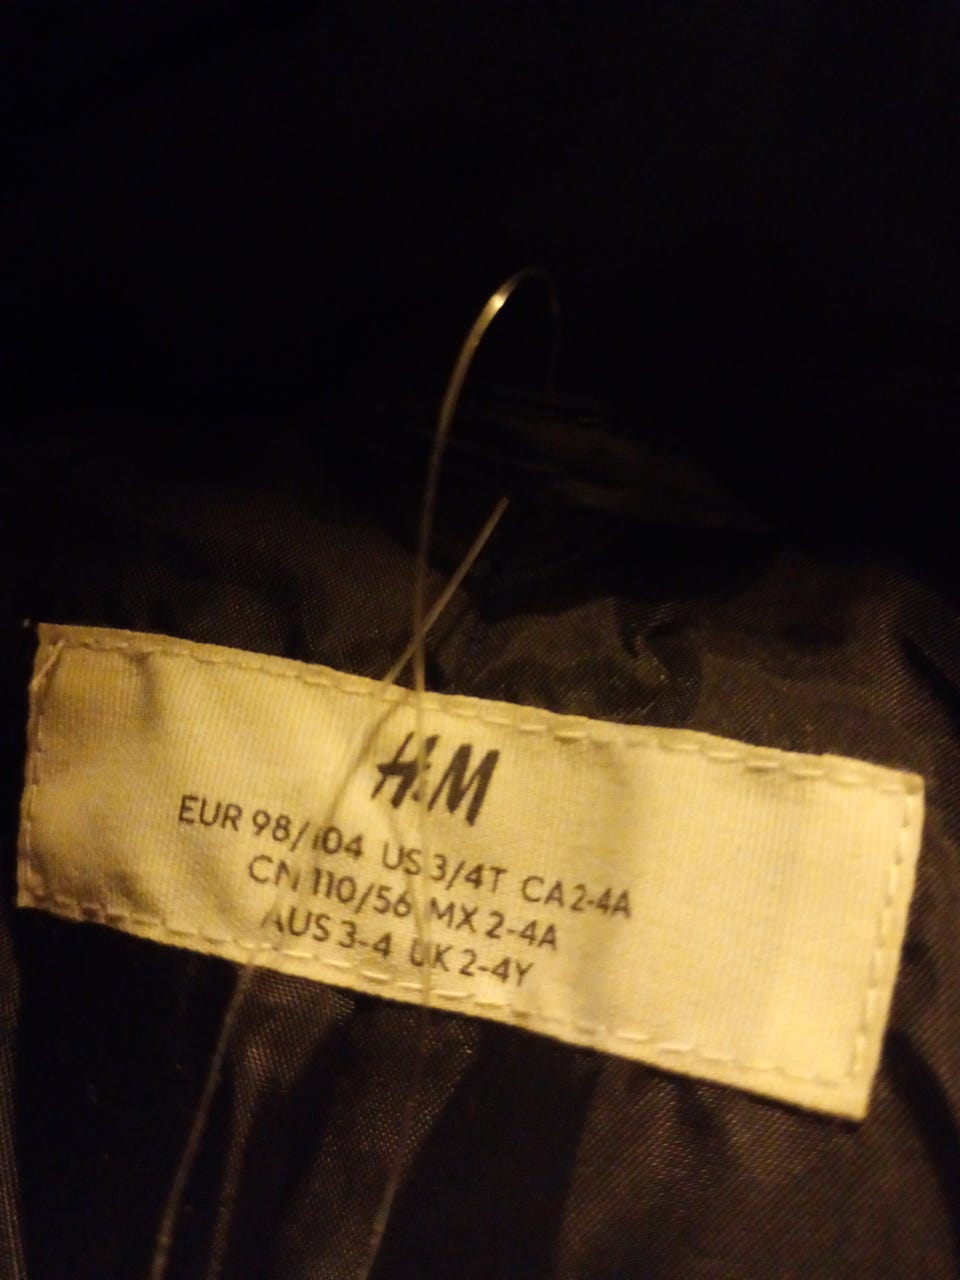 H&M
EUR 98/104 US 3/4T CA 2-4A
CN 110/56 MX 2-4A
AUS 3-4 UK 2-4Y